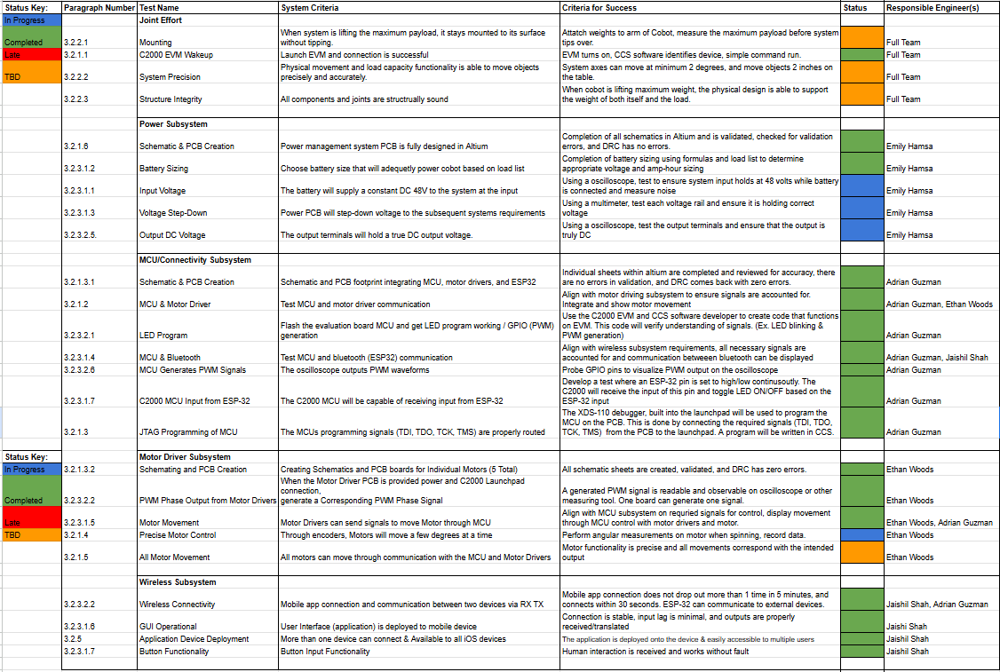 Status Key: Paragraph Number Test Name System Criteria Criteria for Success Status Responsible Engineer(s)
In Progress Joint Effort
When system is lifting the maximum payload, it stays mounted to its surface Attatch weights to arm of Cobot, measure the maximum payload before system
Completed 3.2.2.1 Mounting without tipping. tips over. Full Team
Late 3.2.1.1 C2000 EVM Wakeup Launch EVM and connection is successful EVM turns on, CCS software identifies device, simple command run. Full Team
Physical movement and load capacity functionality is able to move objects System axes can move at minimum 2 degrees, and move objects 2 inches on
TBD 3.2.2.2 System Precision precisely and accurately. the table. Full Team
When cobot is lifting maximum weight, the physical design is able to support
3.2.2.3 Structure Integrity All components and joints are structrually sound the weight of both itself and the load. Full Team
Power Subsystem
Completion of all schematics in Altium and is validated, checked for validation
3.2.1.6 Schematic & PCB Creation Power management system PCB is fully designed in Altium errors, and DRC has no errors. Emily Hamsa
Completion of battery sizing using formulas and load list to determine
3.2.3.1.2 Battery Sizing Choose battery size that will adequetly power cobot based on load list appropriate voltage and amp-hour sizing Emily Hamsa
Using a oscilloscope, test to ensure system input holds at 48 volts while battery
3.2.3.1.1 Input Voltage The battery will supply a constant DC 48V to the system at the input is connected and measure noise Emily Hamsa
Using a multimeter, test each voltage rail and ensure it is holding correct
3.2.3.1.3 Voltage Step-Down Power PCB will step-down voltage to the subsequent systems requirements voltage Emily Hamsa
Using a oscilloscope, test the output terminals and ensure that the output is
3.2.3.2.5. Output DC Voltage The output terminals will hold a true DC output voltage. truly DC Emily Hamsa
MCU/Connectivity Subsystem
Individual sheets within altium are completed and reviewed for accuracy, there
3.2.1.3.1 Schematic & PCB Creation Schematic and PCB footprint integrating MCU, motor drivers, and ESP32 are no errors in validation, and DRC comes back with zero errors. Adrian Guzman
Align with motor driving subsystem to ensure signals are accounted for.
3.2.1.2 MCU & Motor Driver Test MCU and motor driver communication Integrate and show motor movement Adrian Guzman, Ethan Woods
Use the C2000 EVM and CCS software developer to create code that functions
Flash the evaluation board MCU and get LED program working / GPIO (PWM) on EVM. This code will verify understanding of signals. (Ex. LED blinking &
3.2.3.2.1 LED Program generation PWM generation) Adrian Guzman
Align with wireless subsystem requirements, all necessary signals are
3.2.3.1.4 MCU & Bluetooth Test MCU and bluetooth (ESP32) communication accounted for and communication betweeen bluetooth can be displayed Adrian Guzman, Jaishil Shah
3.2.3.2.6 MCU Generates PWM Signals The oscilloscope outputs PWM waveforms Probe GPIO pins to visualize PWM output on the oscilloscope Adrian Guzman
Develop a test where an ESP-32 pin is set to high/low continusoutly. The
C2000 will receive the input of this pin and toggle LED ON/OFF based on the
3.2.3.1.7 C2000 MCU Input from ESP-32 The C2000 MCU will be capable of receiving input from ESP-32 ESP-32 input Adrian Guzman
The XDS-110 debugger, built into the launchpad will be used to program the
MCU on the PCB. This is done by connecting the required signals (TDI, TDO,
3.2.1.3 JTAG Programing of MCU The MCUs programming signals (TDI, TDO, TCK, TMS) are properly routed TCK, TMS) from the PCB to the launchpad. A program will be written in CCS. Adrian Guzman
Status Key: Motor Driver Subsystem
In Progress 3.2.1.3.2 Schemating and PCB Creation Creating Schematics and PCB boards for Individual Motors (5 Total) All schematic sheets are created, validated, and DRC has zero errors. Ethan Woods
When the Motor Driver PCB is provided power and C2000 Launchpad
connection, A generated PWM signal is readable and observable on oscilloscope or other
Completed 3.2.3.2.2 PWM Phase Output from Motor Drivers generate a Corresponding PWM Phase Signal measuring tool. One board can generate one signal. Ethan Woods
Align with MCU subsystem on requried signals for control, display movement
Late 3.2.3.1.5 Motor Movement Motor Drivers can send signals to move Motor through MCU through MCU control with motor drivers and motor. Ethan Woods, Adrian Guzman
TBD 3.2.1.4 Precise Motor Control Through encoders, Motors will move a few degrees at a time Perform angular measurements on motor when spinning, record data. Ethan Woods
Motor functionality is precise and all movements correspond with the intended
3.2.1.5 All Motor Movement All motors can move through communication with the MCU and Motor Drivers output Ethan Woods
Wireless Subsystem
Mobile app connection does not drop out more than 1 time in 5 minutes, and
3.2.3.2.2 Wireless Connectivity Mobile app connection and communication between two devices via RX TX connects within 30 seconds. ESP-32 can communicate to external devices. Jaishil Shah, Adrian Guzman
Connection is stable, input lag is minimal, and outputs are properly
3.2.3.1.6 GUI Operational User Interface (application) is deployed to mobile device received/translated Jaishi Shah
3.2.5 Application Device Deployment More than one device can connect & Available to all iOS devices The application is deployed onto the device & easily accessible to multiple users Jaishil Shah
3.2.3.1.7 Button Functionality Button Input Functionality Human interaction is received and works without fault Jaishil Shah